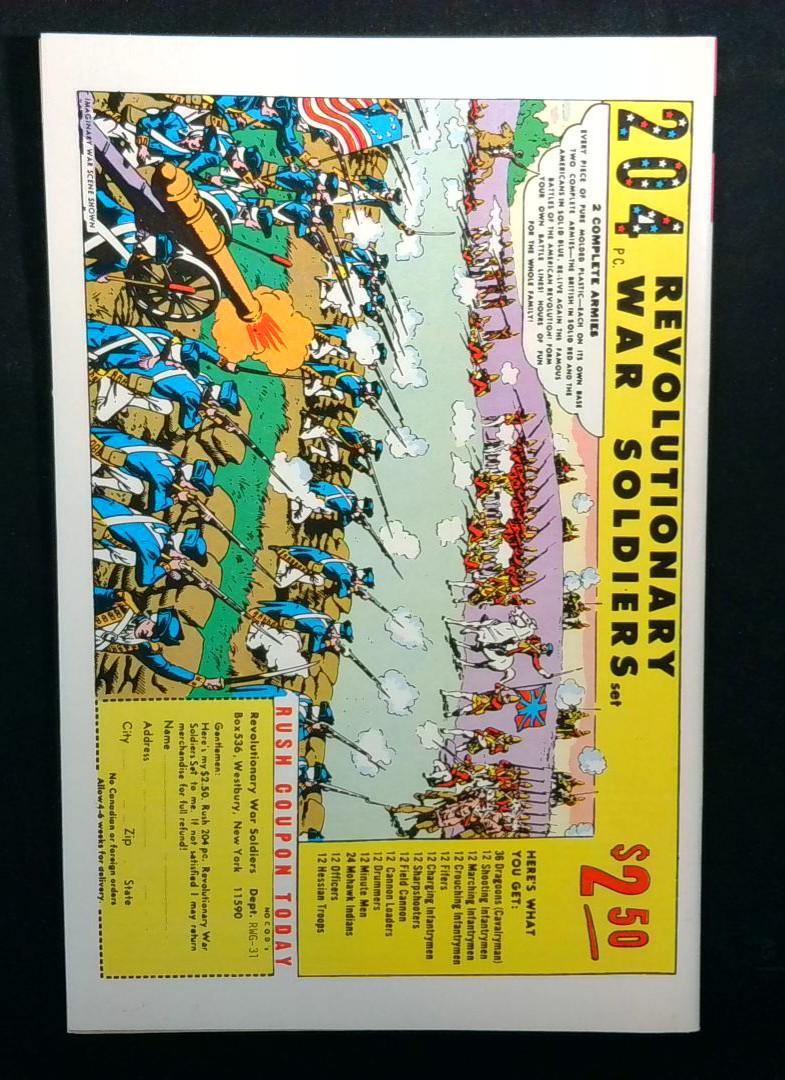 204 PC. REVOLUTIONARY
WAR SOLDIERS set
$2.50
2 COMPLETE ARMIES
EVERY PIECE OF PURE MOLDED PLASTIC—EACH ON ITS OWN BASE
TWO COMPLETE ARMIES—THE BRITISH IN SOLID RED AND THE
AMERICANS IN SOLID BLUE. RE-LIVE AGAIN THE FAMOUS
BATTLES OF THE AMERICAN REVOLUTION! FORM
YOUR OWN BATTLE LINES! HOURS OF FUN
FOR THE WHOLE FAMILY!
HERE'S WHAT
YOU GET:
36 Dragoons (Cavalryman)
12 Shooting Infantrymen
12 Marching Infantrymen
12 Crouching Infantrymen
12 Fifers
12 Charging Infantrymen
12 Sharpshooters
12 Field Cannon
12 Cannon Loaders
12 Drummers
12 Minute Men
24 Mohawk Indians
12 Officers
12 Hessian Troops
IMAGINARY WAR SCENE SHOWN
RUSH COUPON TODAY
NO C O D's
Revolutionary War Soldiers Dept. RWG-31
Box 536, Westbury, New York 11590
Gentlemen:
Here's my $2.50. Rush 204 pc. Revolutionary War
Soldiers Set to me. If not satisfied I may return
merchandise for full refund!
Name
Address
City Zip State
No Canadian or foreign orders
Allow 4-6 weeks for delivery.